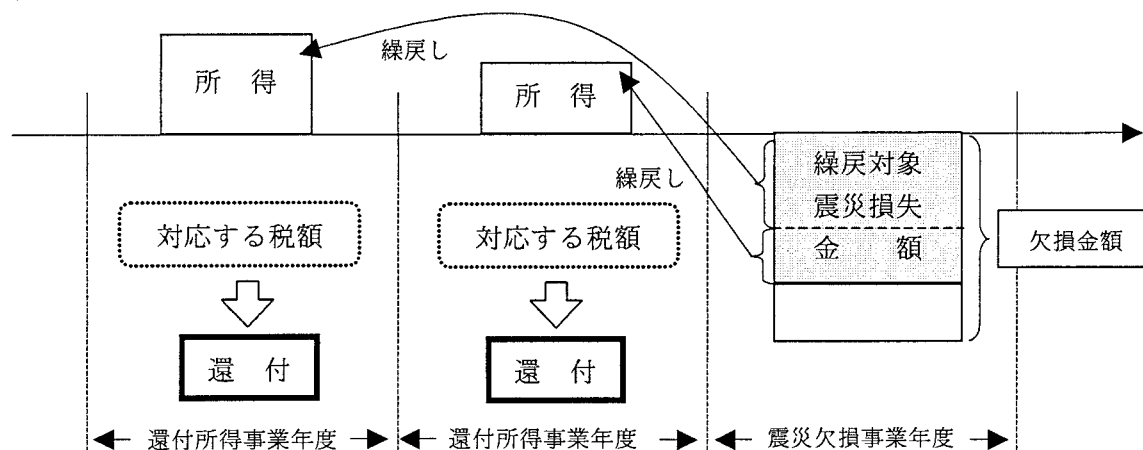 繰戻し
所 得
所 得
繰戻し
繰戻対象
震災損失
金 額
欠損金額
対応する税額
対応する税額
還 付
還 付
還付所得事業年度
還付所得事業年度
震災欠損事業年度